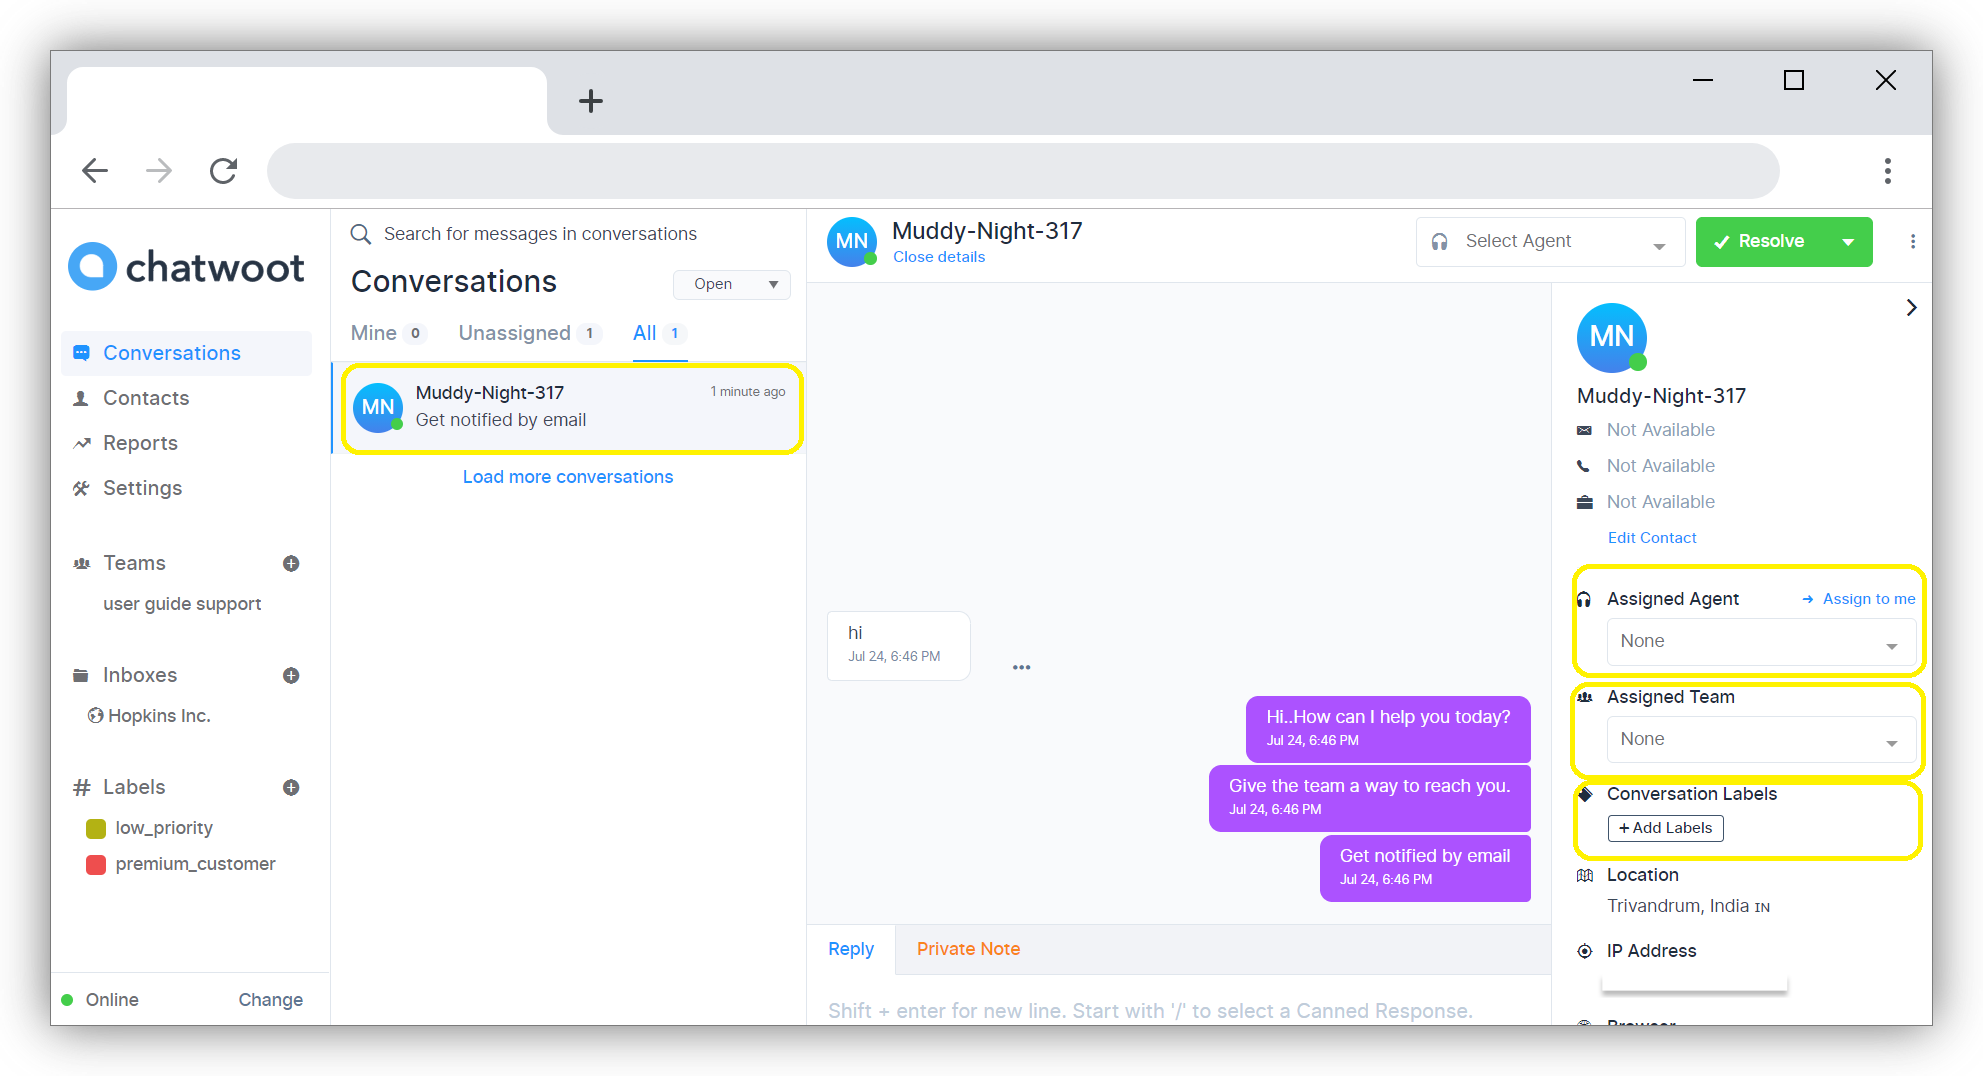 chatwoot
Conversations
Contacts
Reports
Settings
Teams
user guide support
Inboxes
Hopkins Inc.
Labels
low_priority
premium_customer
Online Change
Search for messages in conversations
Conversations Open
Mine 0 Unassigned 1 All 1
MN Muddy-Night-317 1 minute ago
Get notified by email
Load more conversations
MN Muddy-Night-317
Close details
Select Agent
Resolve
hi
Jul 24, 6:46 PM
Hi..How can I help you today?
Jul 24, 6:46 PM
Give the team a way to reach you.
Jul 24, 6:46 PM
Get notified by email
Jul 24, 6:46 PM
Reply Private Note
Shift + enter for new line. Start with '/' to select a Canned Response.
MN
Muddy-Night-317
Not Available
Not Available
Not Available
Edit Contact
Assigned Agent → Assign to me
None
Assigned Team
None
Conversation Labels
+ Add Labels
Location
Trivandrum, India IN
IP Address
Browser